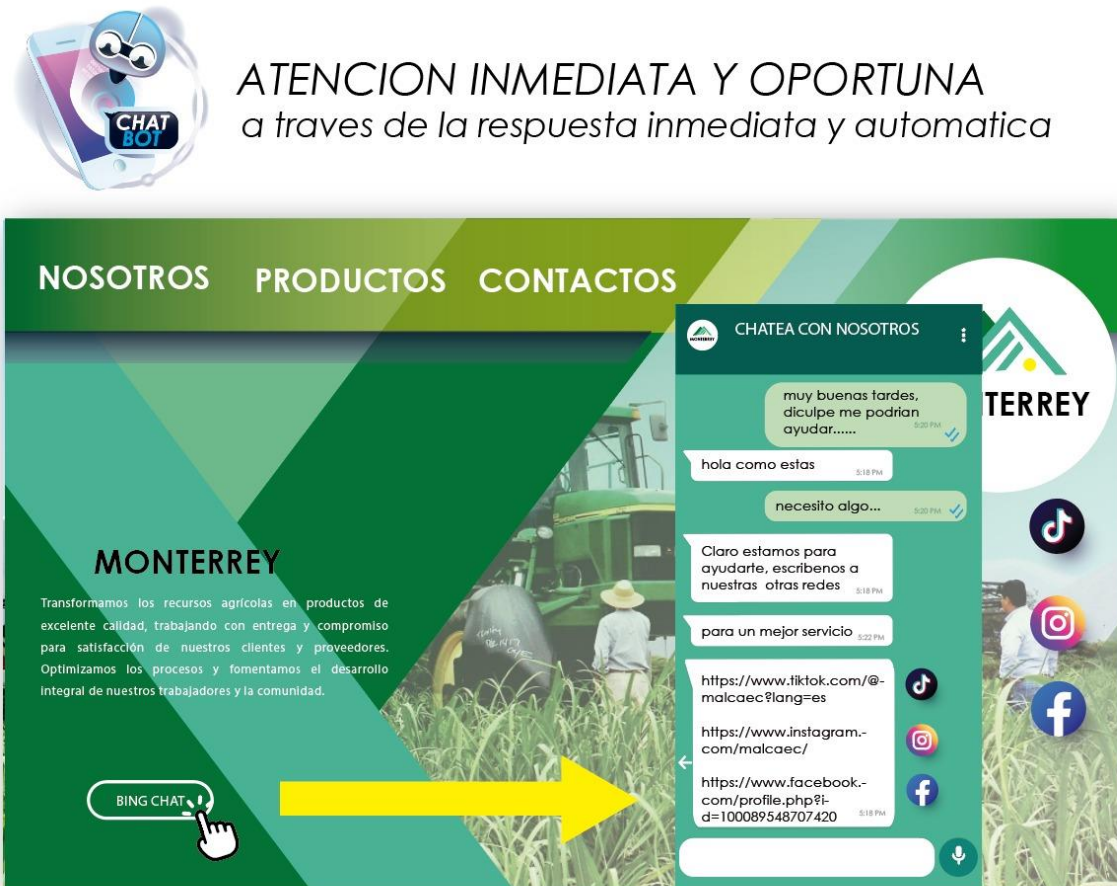 CHAT
BOT
ATENCION INMEDIATA Y OPORTUNA
a traves de la respuesta inmediata y automatica
NOSOTROS PRODUCTOS CONTACTOS
MONTERREY
CHATEA CON NOSOTROS
TERREY
muy buenas tardes,
diculpe me podrian
ayudar......
5:20 PM
hola como estas
5:18 PM
necesito algo...
5:20 PM
Claro estamos para
ayudarte, escribenos a
nuestras otras redes
5:18 PM
para un mejor servicio
5:22 PM
https://www.tiktok.com/@-
malcaec?lang=es
https://www.instagram.-
com/malcaec/
https://www.facebook.-
com/profile.php?i-
d=100089548707420
5:18 PM
MONTERREY
Transformamos los recursos agrícolas en productos de
excelente calidad, trabajando con entrega y compromiso
para satisfacción de nuestros clientes y proveedores.
Optimizamos los procesos y fomentamos el desarrollo
integral de nuestros trabajadores y la comunidad.
BING CHAT